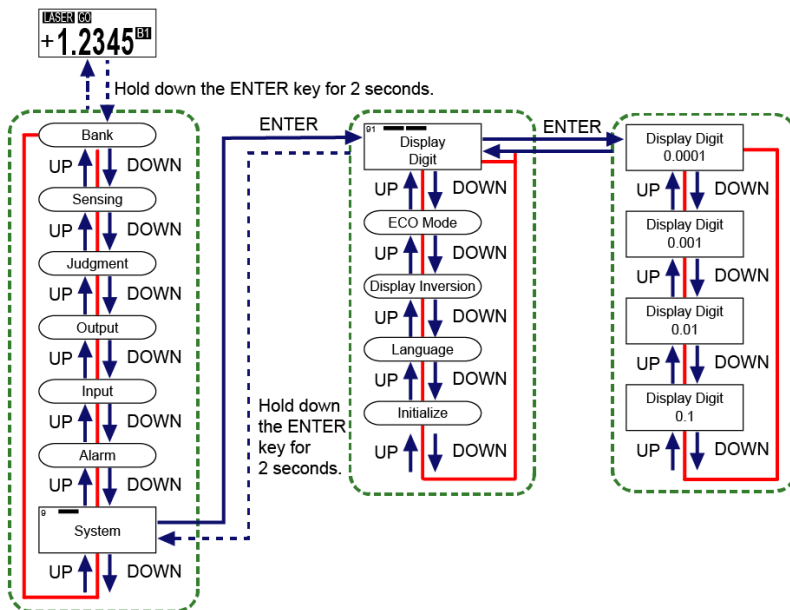 LASER GO
+1.2345 B1
Hold down the ENTER key for 2 seconds.
Bank
UP DOWN
Sensing
UP DOWN
Judgment
UP DOWN
Output
UP DOWN
Input
UP DOWN
Alarm
UP DOWN
9
System
UP DOWN
ENTER
Hold down
the ENTER
key for
2 seconds.
91
Display
Digit
UP DOWN
ECO Mode
UP DOWN
Display Inversion
UP DOWN
Language
UP DOWN
Initialize
UP DOWN
ENTER
Display Digit
0.0001
UP DOWN
Display Digit
0.001
UP DOWN
Display Digit
0.01
UP DOWN
Display Digit
0.1
UP DOWN